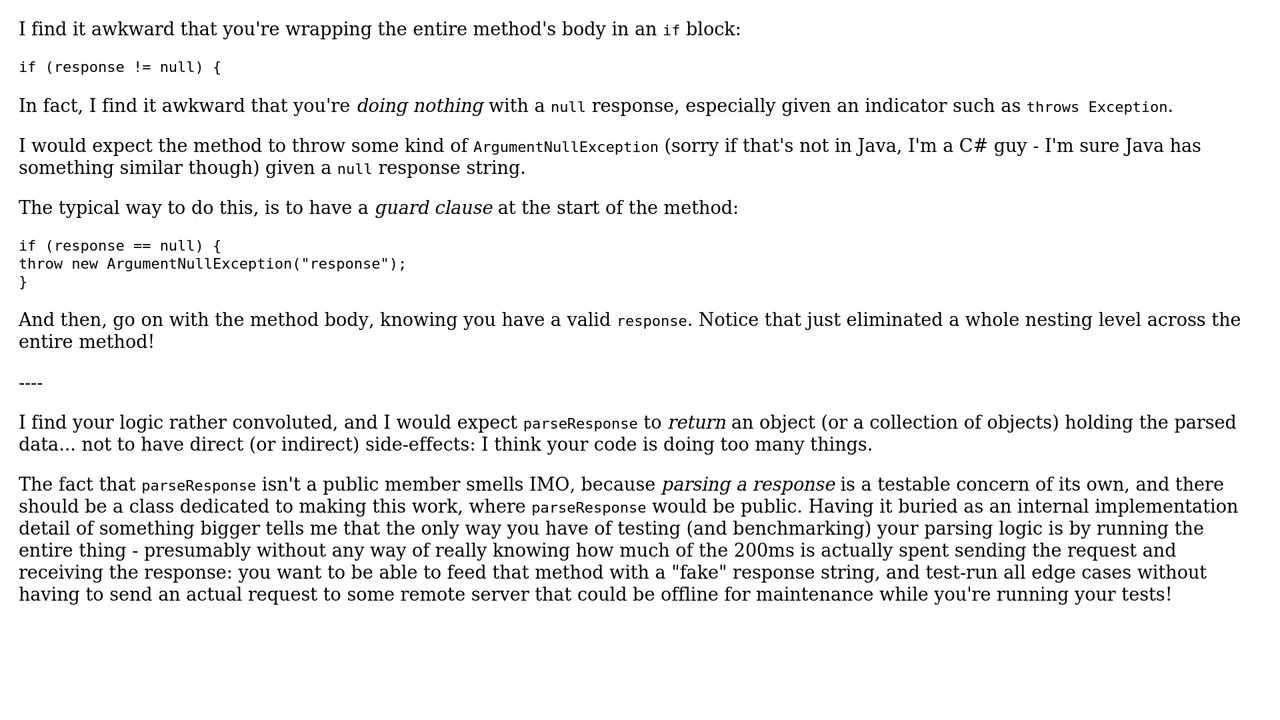 I find it awkward that you're wrapping the entire method's body in an if block:
if (response != null) {
In fact, I find it awkward that you're doing nothing with a null response, especially given an indicator such as throws Exception.
I would expect the method to throw some kind of ArgumentNullException (sorry if that's not in Java, I'm a C# guy - I'm sure Java has
something similar though) given a null response string.
The typical way to do this, is to have a guard clause at the start of the method:
if (response == null) {
throw new ArgumentNullException("response");
}
And then, go on with the method body, knowing you have a valid response. Notice that just eliminated a whole nesting level across the
entire method!
----
I find your logic rather convoluted, and I would expect parseResponse to return an object (or a collection of objects) holding the parsed
data... not to have direct (or indirect) side-effects: I think your code is doing too many things.
The fact that parseResponse isn't a public member smells IMO, because parsing a response is a testable concern of its own, and there
should be a class dedicated to making this work, where parseResponse would be public. Having it buried as an internal implementation
detail of something bigger tells me that the only way you have of testing (and benchmarking) your parsing logic is by running the
entire thing - presumably without any way of really knowing how much of the 200ms is actually spent sending the request and
receiving the response: you want to be able to feed that method with a "fake" response string, and test-run all edge cases without
having to send an actual request to some remote server that could be offline for maintenance while you're running your tests!